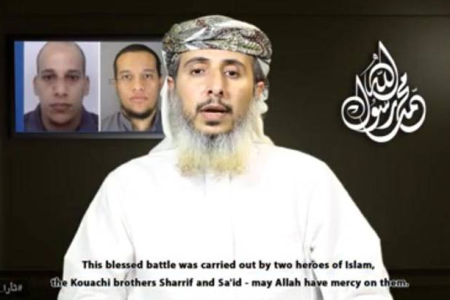 محمد رسول الله
This blessed battle was carried out by two heroes of Islam,
the Kouachi brothers Sharrif and Sa'id - may Allah have mercy on them.